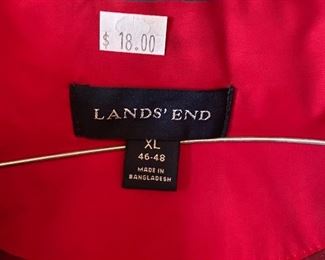 $ 18.00
LANDS' END
XL
46-48
MADE IN
BANGLADESH